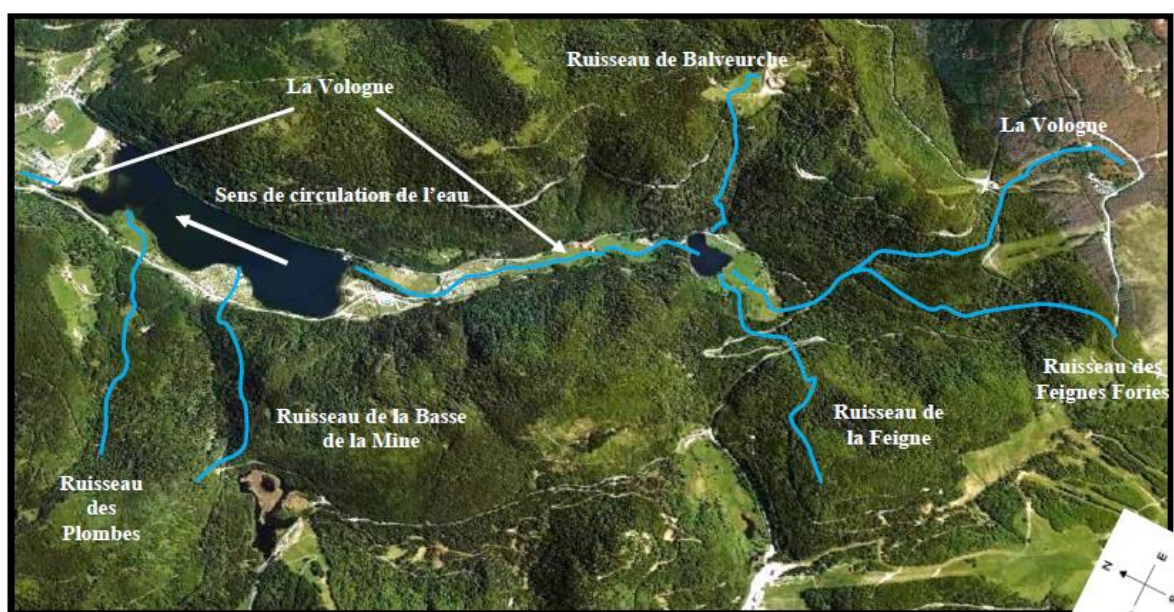 Ruisseau de Balveurche
La Vologne
La Vologne
Sens de circulation de l'eau
Ruisseau des
Feignes Fories
Ruisseau de la Basse
de la Mine
Ruisseau de
la Feigne
Ruisseau
des
Plombes
N
E